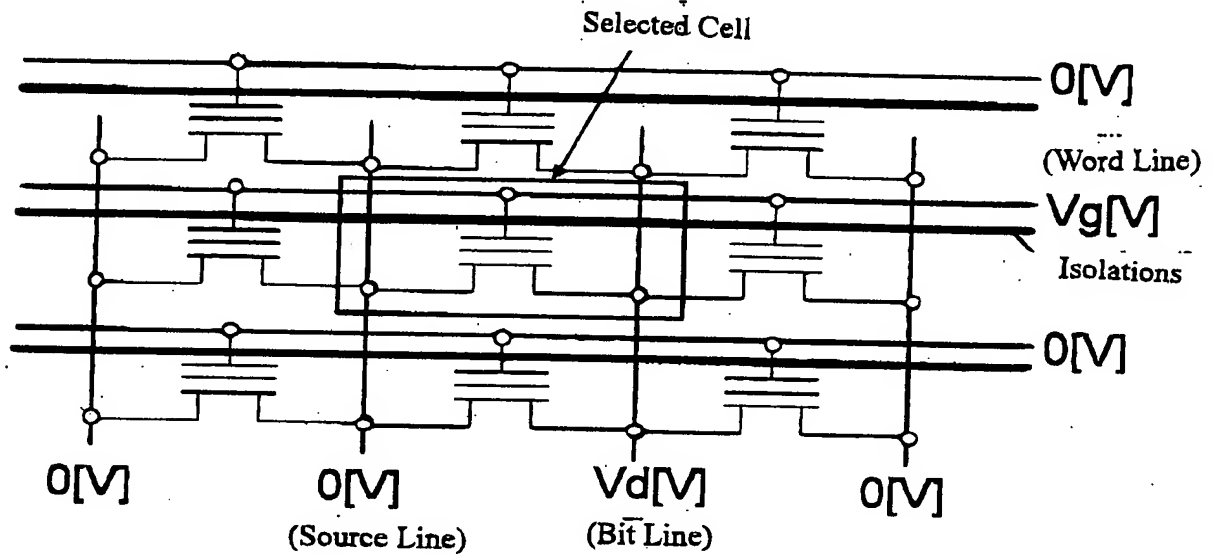 Selected Cell
0[V]
(Word Line)
Vg[V]
Isolations
0[V]
0[V]
0[V]
Vd[V]
0[V]
(Source Line)
(Bit Line)